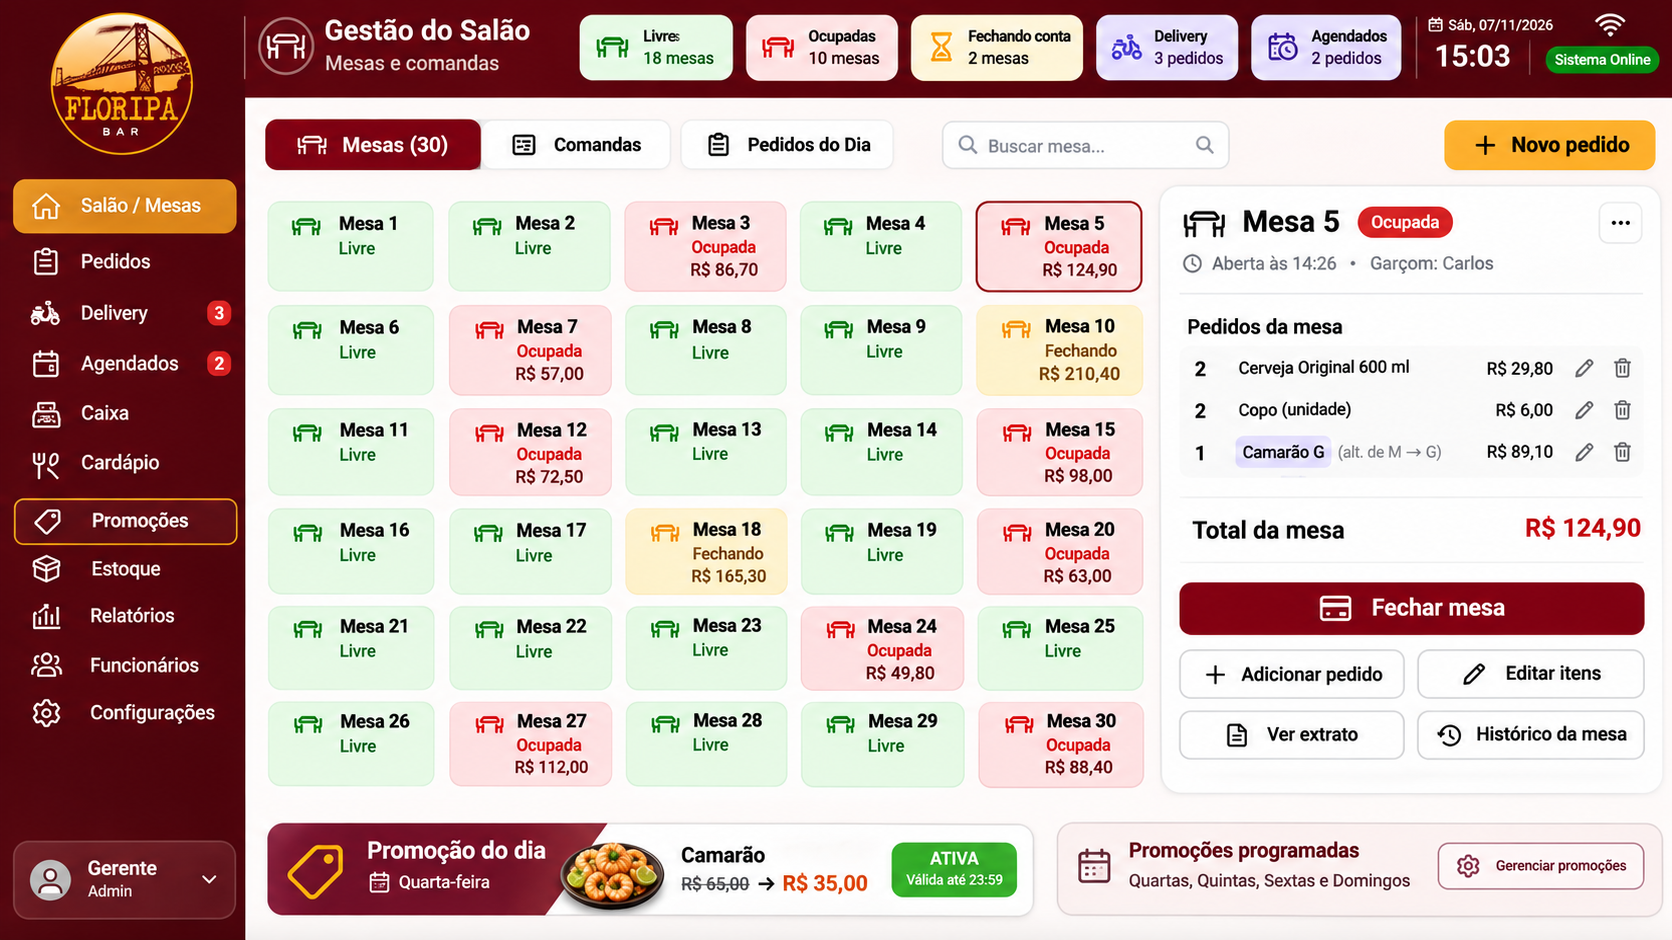 FLORIPA
BAR
Salão / Mesas
Pedidos
Delivery
3
Agendados
2
Caixa
Cardápio
Promoções
Estoque
Relatórios
Funcionários
Configurações
Gerente
Admin
Gestão do Salão
Mesas e comandas
Livres
18 mesas
Ocupadas
10 mesas
Fechando conta
2 mesas
Delivery
3 pedidos
Agendados
2 pedidos
Sáb, 07/11/2026
15:03
Sistema Online
Mesas (30)
Comandas
Pedidos do Dia
Buscar mesa...
+ Novo pedido
Mesa 1
Livre
Mesa 2
Livre
Mesa 3
Ocupada
R$ 86,70
Mesa 4
Livre
Mesa 5
Ocupada
R$ 124,90
Mesa 6
Livre
Mesa 7
Ocupada
R$ 57,00
Mesa 8
Livre
Mesa 9
Livre
Mesa 10
Fechando
R$ 210,40
Mesa 11
Livre
Mesa 12
Ocupada
R$ 72,50
Mesa 13
Livre
Mesa 14
Livre
Mesa 15
Ocupada
R$ 98,00
Mesa 16
Livre
Mesa 17
Livre
Mesa 18
Fechando
R$ 165,30
Mesa 19
Livre
Mesa 20
Ocupada
R$ 63,00
Mesa 21
Livre
Mesa 22
Livre
Mesa 23
Livre
Mesa 24
Ocupada
R$ 49,80
Mesa 25
Livre
Mesa 26
Livre
Mesa 27
Ocupada
R$ 112,00
Mesa 28
Livre
Mesa 29
Livre
Mesa 30
Ocupada
R$ 88,40
Mesa 5 Ocupada
Aberta às 14:26 • Garçom: Carlos
Pedidos da mesa
2 Cerveja Original 600 ml R$ 29,80
2 Copo (unidade) R$ 6,00
1 Camarão G (alt. de M → G) R$ 89,10
Total da mesa R$ 124,90
Fechar mesa
+ Adicionar pedido
Editar itens
Ver extrato
Histórico da mesa
Promoção do dia
Quarta-feira
Camarão
R$ 65,00 → R$ 35,00
ATIVA
Válida até 23:59
Promoções programadas
Quartas, Quintas, Sextas e Domingos
Gerenciar promoções